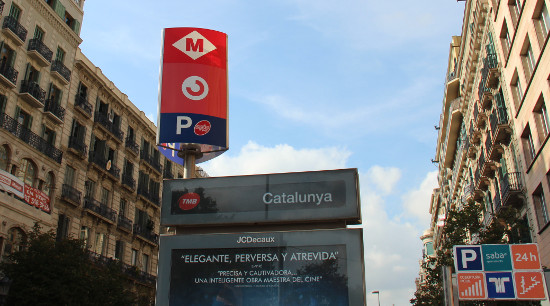 M
P
TMB
Catalunya
JCDecaux
"ELEGANTE, PERVERSA Y ATREVIDA"
"PRECISA Y CAUTIVADORA,
UNA INTELIGENTE OBRA MAESTRA DEL CINE"
P saba 24h